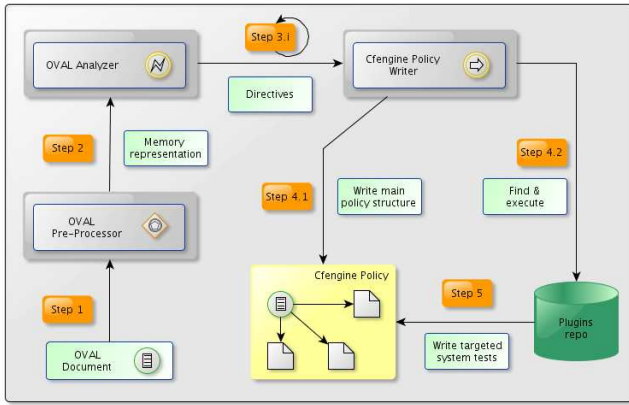 Step 3.i
OVAL Analyzer
Cfengine Policy
Writer
Directives
Step 2
Memory
representation
Step 4.2
Step 4.1
Write main
policy structure
Find &
execute
OVAL
Pre-Processor
Cfengine Policy
Step 1
Step 5
Plugins
repo
OVAL
Document
Write targeted
system tests